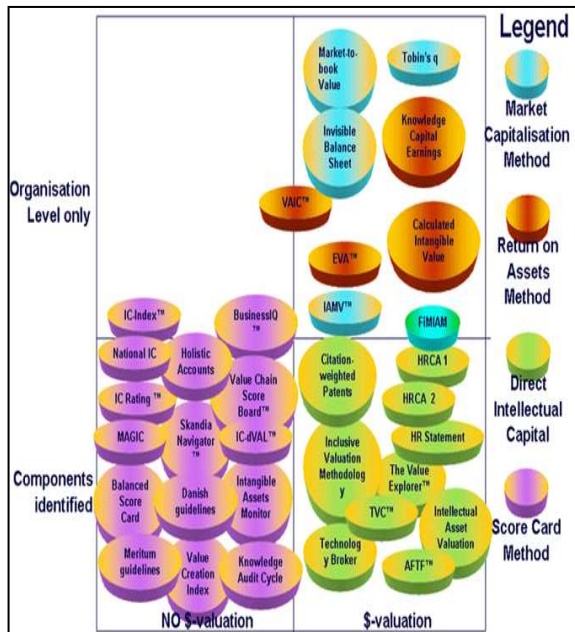 Legend
Market-to-
book
Value
Tobin's q
Market
Capitalisation
Method
Invisible
Balance
Sheet
Knowledge
Capital
Earnings
Organisation
Level only
VAIC™
Calculated
Intangible
Value
Return on
Assets
Method
EVA™
IAMV™
FiMIAM
IC-Index™
BusinessIQ
™
National IC
Holistic
Accounts
Citation-
weighted
Patents
HRCA 1
Direct
Intellectual
Capital
IC Rating ™
Value Chain
Score
Board™
HRCA 2
MAGIC
Skandia
Navigator
™
IC-dVAL™
Inclusive
Valuation
Methodolog
y
HR Statement
Components
identified
Balanced
Score
Card
Danish
guidelines
Intangible
Assets
Monitor
The Value
Explorer™
TVC™
Intellectual
Asset
Valuation
Score Card
Method
Meritum
guidelines
Value
Creation
Index
Knowledge
Audit Cycle
Technolog
y Broker
AFTF™
NO $-valuation
$-valuation